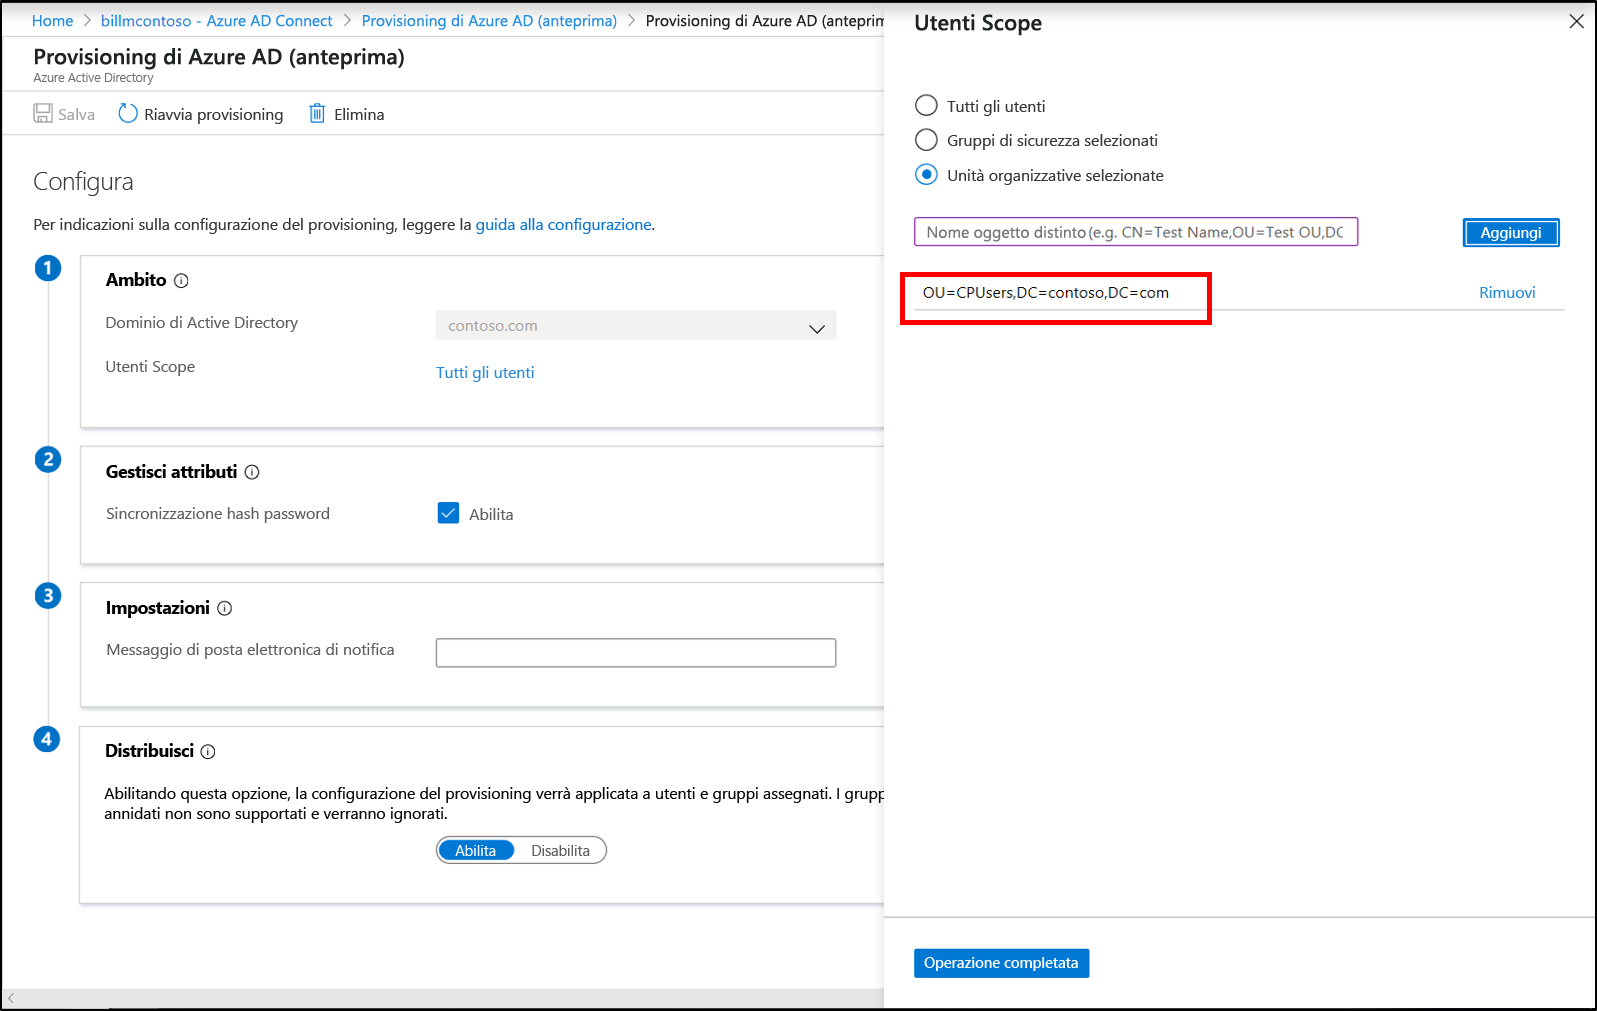 Home > billmcontoso - Azure AD Connect > Provisioning di Azure AD (anteprima) > Provisioning di Azure AD
Provisioning di Azure AD (anteprima)
Azure Active Directory
Salva Riavvia provisioning Elimina
Configura
Per indicazioni sulla configurazione del provisioning, leggere la guida alla configurazione.
1
Ambito
Dominio di Active Directory contoso.com
Utenti Scope Tutti gli utenti
2
Gestisci attributi
Sincronizzazione hash password Abilita
3
Impostazioni
Messaggio di posta elettronica di notifica
4
Distribuisci
Abilitando questa opzione, la configurazione del provisioning verrà applicata a utenti e gruppi assegnati. I
annidati non sono supportati e verranno ignorati.
Abilita Disabilita
Utenti Scope
Tutti gli utenti
Gruppi di sicurezza selezionati
Unità organizzative selezionate
Nome oggetto distinto (e.g. CN=Test Name,OU=Test OU,DC
Aggiungi
OU=CPUsers,DC=contoso,DC=com
Rimuovi
Operazione completata